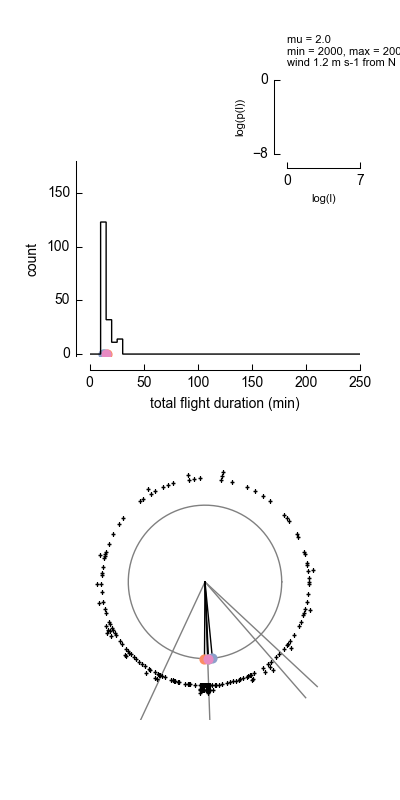 mu = 2.0
min = 2000, max = 200
wind 1.2 m s-1 from N
0
log(p(l))
−8
0 7
log(l)
150
100
count
50
0
0 50 100 150 200 250
total flight duration (min)